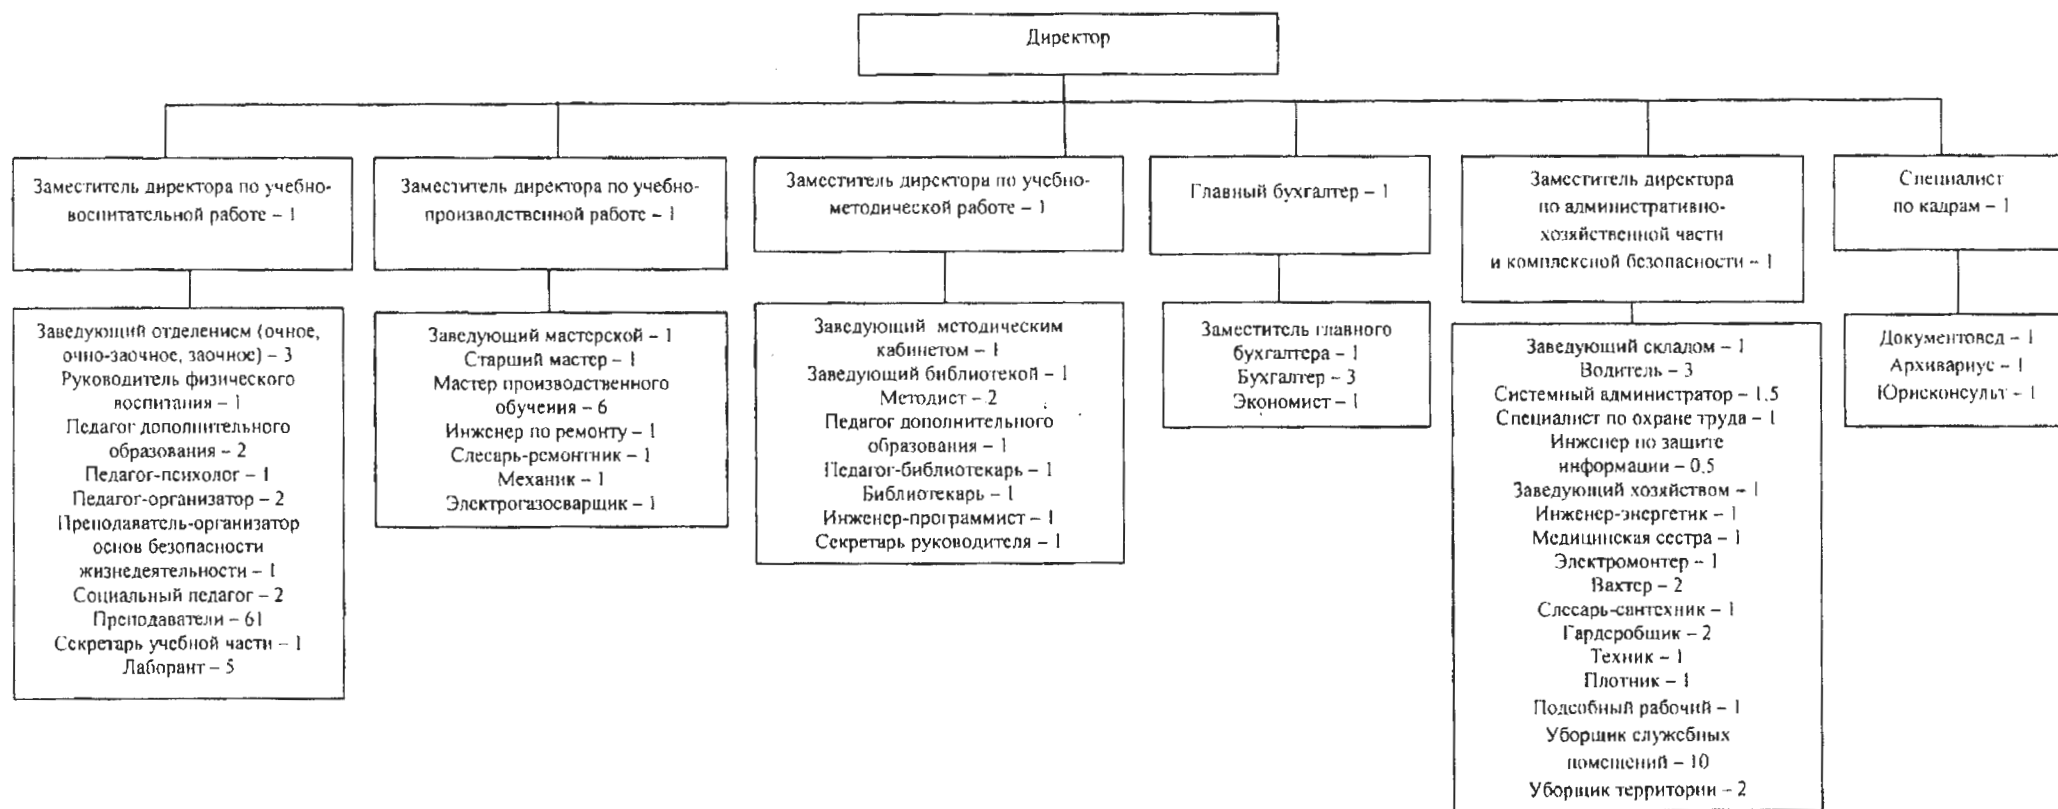 Директор
Заместитель директора по учебно-
воспитательной работе – 1
Заместитель директора по учебно-
производственной работе – 1
Заместитель директора по учебно-
методической работе – 1
Главный бухгалтер – 1
Заместитель директора
по административно-
хозяйственной части
и комплексной безопасности – 1
Специалист
по кадрам – 1
Заведующий отделением (очное,
очно-заочное, заочное) – 3
Руководитель физического
воспитания – 1
Педагог дополнительного
образования – 2
Педагог-психолог – 1
Педагог-организатор – 2
Преподаватель-организатор
основ безопасности
жизнедеятельности – 1
Социальный педагог – 2
Преподаватели – 61
Секретарь учебной части – 1
Лаборант – 5
Заведующий мастерской – 1
Старший мастер – 1
Мастер производственного
обучения – 6
Инженер по ремонту – 1
Слесарь-ремонтник – 1
Механик – 1
Электрогазосварщик – 1
Заведующий методическим
кабинетом – 1
Заведующий библиотекой – 1
Методист – 2
Педагог дополнительного
образования – 1
Педагог-библиотекарь – 1
Библиотекарь – 1
Инженер-программист – 1
Секретарь руководителя – 1
Заместитель главного
бухгалтера – 1
Бухгалтер – 3
Экономист – 1
Заведующий складом – 1
Водитель – 3
Системный администратор – 1.5
Специалист по охране труда – 1
Инженер по защите
информации – 0.5
Заведующий хозяйством – 1
Инженер-энергетик – 1
Медицинская сестра – 1
Электромонтер – 1
Вахтер – 2
Слесарь-сантехник – 1
Гардеробщик – 2
Техник – 1
Плотник – 1
Подсобный рабочий – 1
Уборщик служебных
помещений – 10
Уборщик территории – 2
Документовед – 1
Архивариус – 1
Юрисконсульт – 1